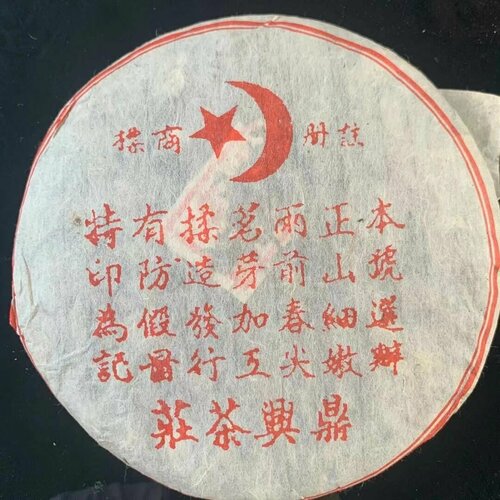 註册商標
本號選辦
正山細嫩
雨前春尖
茗芽加工
揉造發行
有防假冒
特印為記
鼎興茶莊